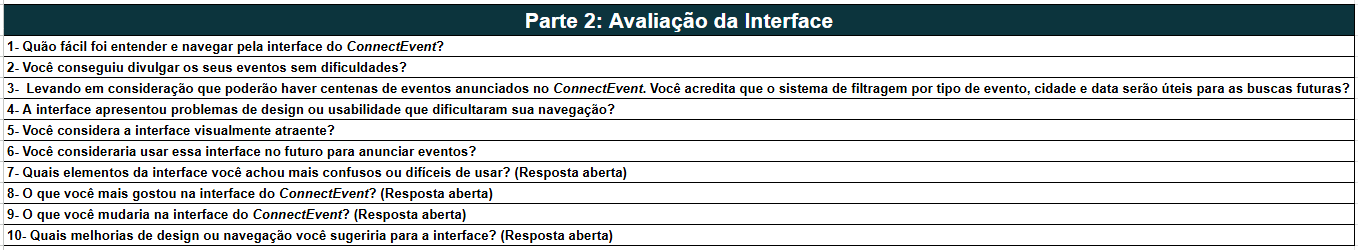 Parte 2: Avaliação da Interface
1- Quão fácil foi entender e navegar pela interface do ConnectEvent?
2- Você conseguiu divulgar os seus eventos sem dificuldades?
3- Levando em consideração que poderão haver centenas de eventos anunciados no ConnectEvent. Você acredita que o sistema de filtragem por tipo de evento, cidade e data serão úteis para as buscas futuras?
4- A interface apresentou problemas de design ou usabilidade que dificultaram sua navegação?
5- Você considera a interface visualmente atraente?
6- Você consideraria usar essa interface no futuro para anunciar eventos?
7- Quais elementos da interface você achou mais confusos ou difíceis de usar? (Resposta aberta)
8- O que você mais gostou na interface do ConnectEvent? (Resposta aberta)
9- O que você mudaria na interface do ConnectEvent? (Resposta aberta)
10- Quais melhorias de design ou navegação você sugeriria para a interface? (Resposta aberta)